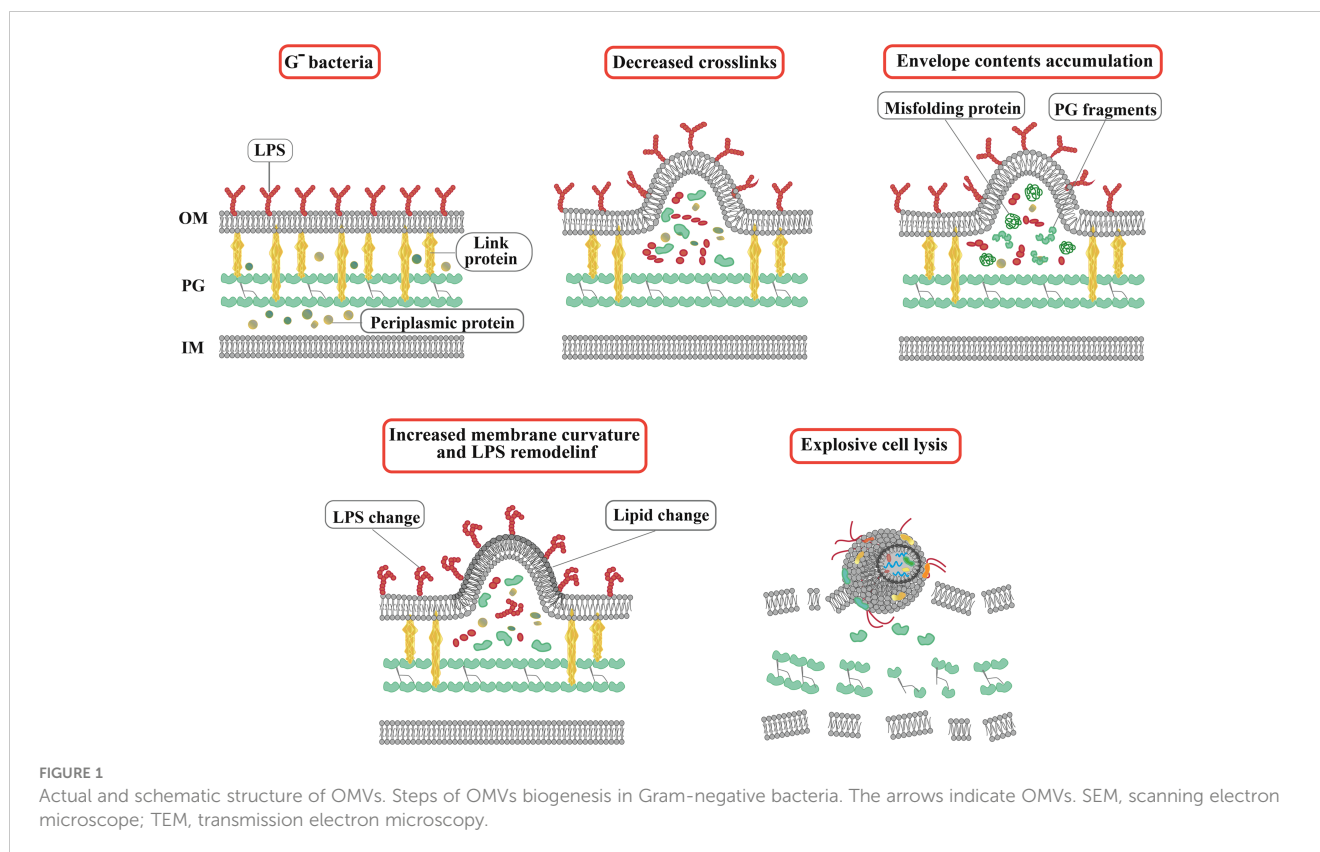 G⁻ bacteria
Decreased crosslinks
Envelope contents accumulation
Misfolding protein
PG fragments
LPS
OM
Link
protein
PG
Periplasmic protein
IM
Increased membrane curvature
and LPS remodelinf
Explosive cell lysis
LPS change
Lipid change
FIGURE 1
Actual and schematic structure of OMVs. Steps of OMVs biogenesis in Gram-negative bacteria. The arrows indicate OMVs. SEM, scanning electron
microscope; TEM, transmission electron microscopy.